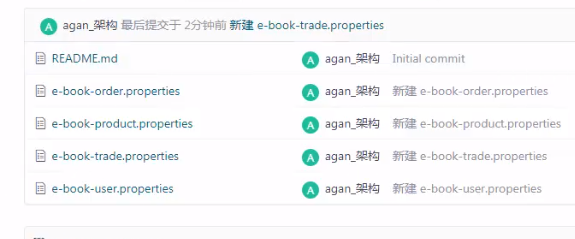 A agan_架构 最后提交于 2分钟前 新建 e-book-trade.properties
README.md A agan_架构 Initial commit
e-book-order.properties A agan_架构 新建 e-book-order.properties
e-book-product.properties A agan_架构 新建 e-book-product.properties
e-book-trade.properties A agan_架构 新建 e-book-trade.properties
e-book-user.properties A agan_架构 新建 e-book-user.properties